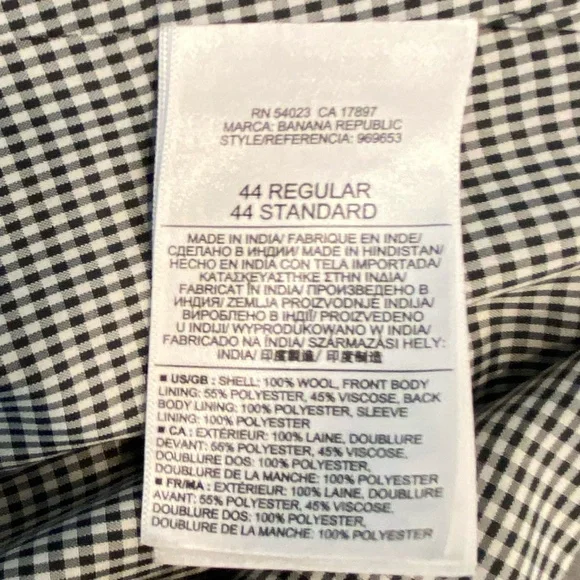 RN 54023 CA 17897
MARCA: BANANA REPUBLIC
STYLE/REFERENCIA: 969653
44 REGULAR
44 STANDARD
MADE IN INDIA/ FABRIQUE EN INDE/
СДЕЛАНО В ИНДИИ/ MADE IN HINDISTAN/
HECHO EN INDIA CON TELA IMPORTADA/
ΚΑΤΑΣΚΕΥΑΣΤΗΚΕ ΣΤΗΝ ΙΝΔΙΑ/
FABRICAT ÎN INDIA/ ПРОИЗВЕДЕНО В
ИНДИЯ/ ZEMLJA PROIZVODNJE INDIJA/
ВИРОБЛЕНО В ІНДІЇ/ PROIZVEDENO
U INDIJI/ WYPRODUKOWANO W INDIA/
FABRICADO NA ÍNDIA/ SZÁRMAZÁSI HELY:
INDIA/ 印度製造/ 印度制造
■ US/GB : SHELL: 100% WOOL, FRONT BODY
LINING: 55% POLYESTER, 45% VISCOSE, BACK
BODY LINING: 100% POLYESTER, SLEEVE
LINING: 100% POLYESTER
■ CA : EXTÉRIEUR: 100% LAINE, DOUBLURE
DEVANT: 55% POLYESTER, 45% VISCOSE,
DOUBLURE DOS: 100% POLYESTER,
DOUBLURE DE LA MANCHE: 100% POLYESTER
■ FR/MA : EXTÉRIEUR: 100% LAINE, DOUBLURE
AVANT: 55% POLYESTER, 45% VISCOSE,
DOUBLURE DOS: 100% POLYESTER,
DOUBLURE DE LA MANCHE: 100% POLYESTER